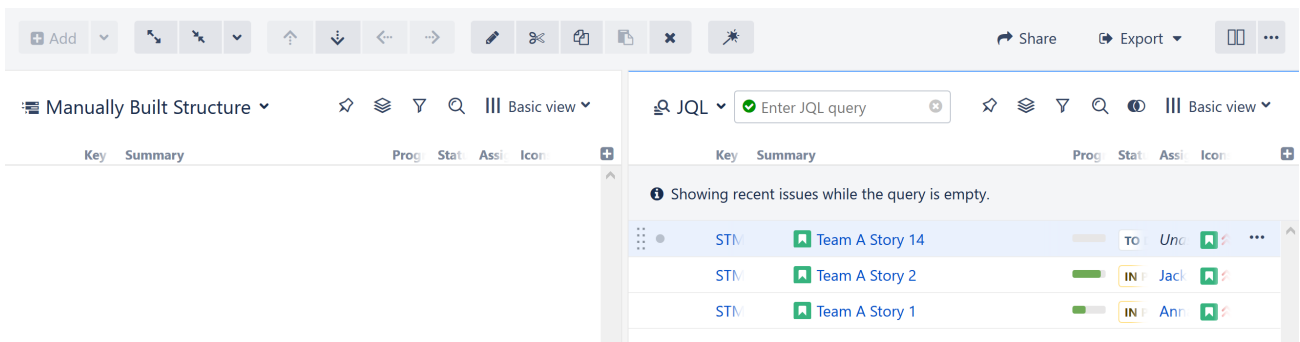 Add
Share
Export
Manually Built Structure
Basic view
JQL
Enter JQL query
Basic view
Key Summary Prog Stat Assi Icon
Key Summary Prog Stat Assi Icon
Showing recent issues while the query is empty.
STM Team A Story 14 TO Una
STM Team A Story 2 IN Jack
STM Team A Story 1 IN Ann